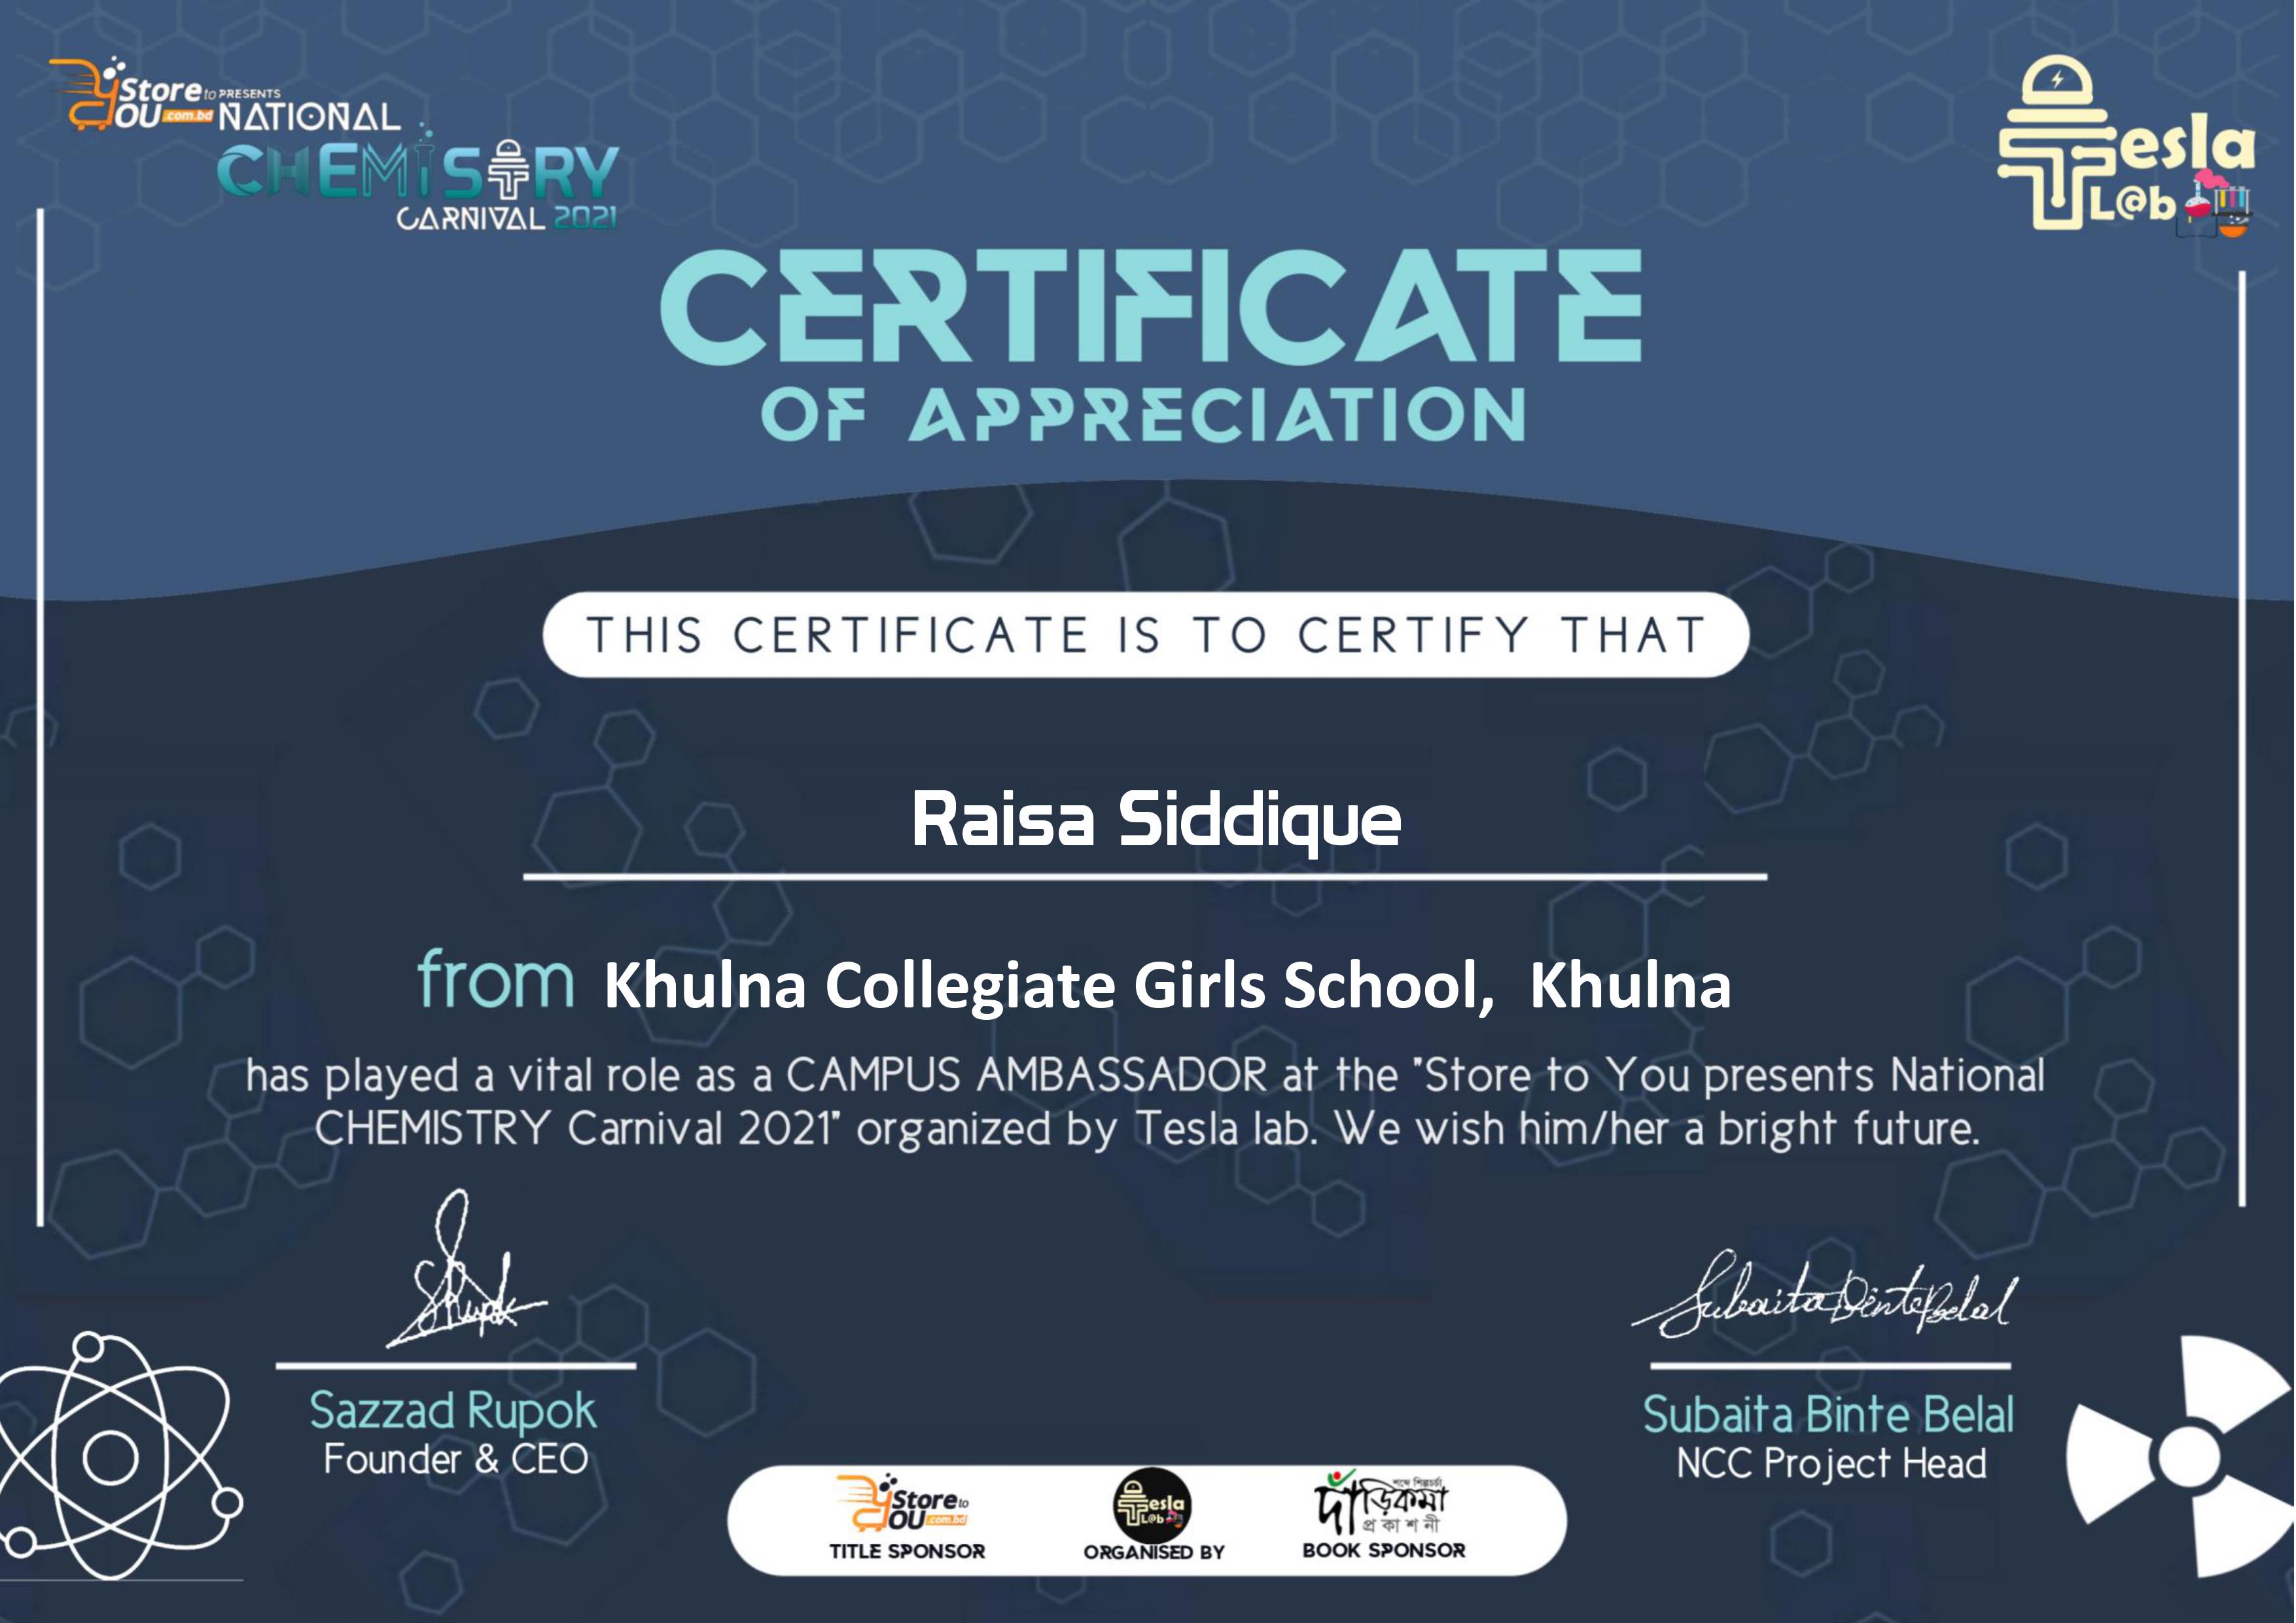 Store to PRESENTS
YOU .com.bd NATIONAL
CHEMISTRY
CARNIVAL 2021
Tesla
L@b
CERTIFICATE
OF APPRECIATION
THIS CERTIFICATE IS TO CERTIFY THAT
Raisa Siddique
from Khulna Collegiate Girls School, Khulna
has played a vital role as a CAMPUS AMBASSADOR at the "Store to You presents National
CHEMISTRY Carnival 2021" organized by Tesla lab. We wish him/her a bright future.
Subaita Binte Belal
Sazzad Rupok
Founder & CEO
Subaita Binte Belal
NCC Project Head
Store to
YOU .com.bd
TITLE SPONSOR
Tesla
L@b
ORGANISED BY
শব্দে শিল্পচর্চা
দাঁড়িকমা
প্রকাশনী
BOOK SPONSOR